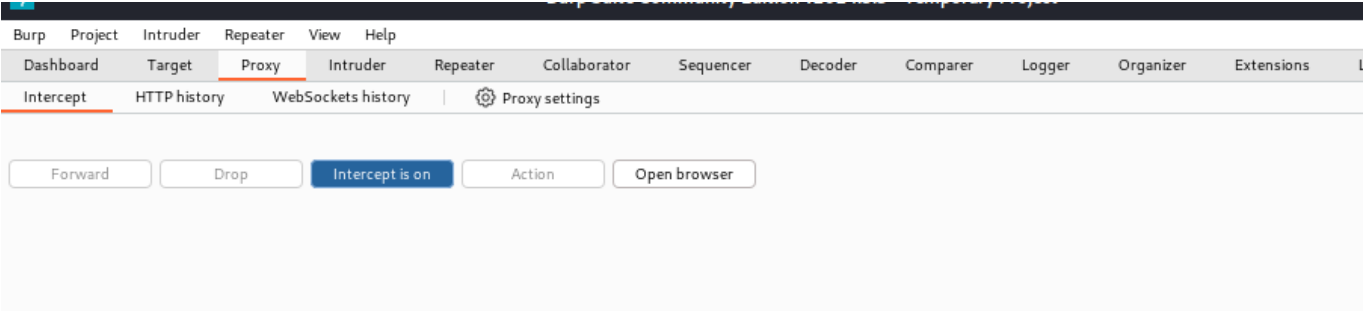 Burp Project Intruder Repeater View Help
Dashboard Target Proxy Intruder Repeater Collaborator Sequencer Decoder Comparer Logger Organizer Extensions
Intercept HTTP history WebSockets history Proxy settings
Forward Drop Intercept is on Action Open browser